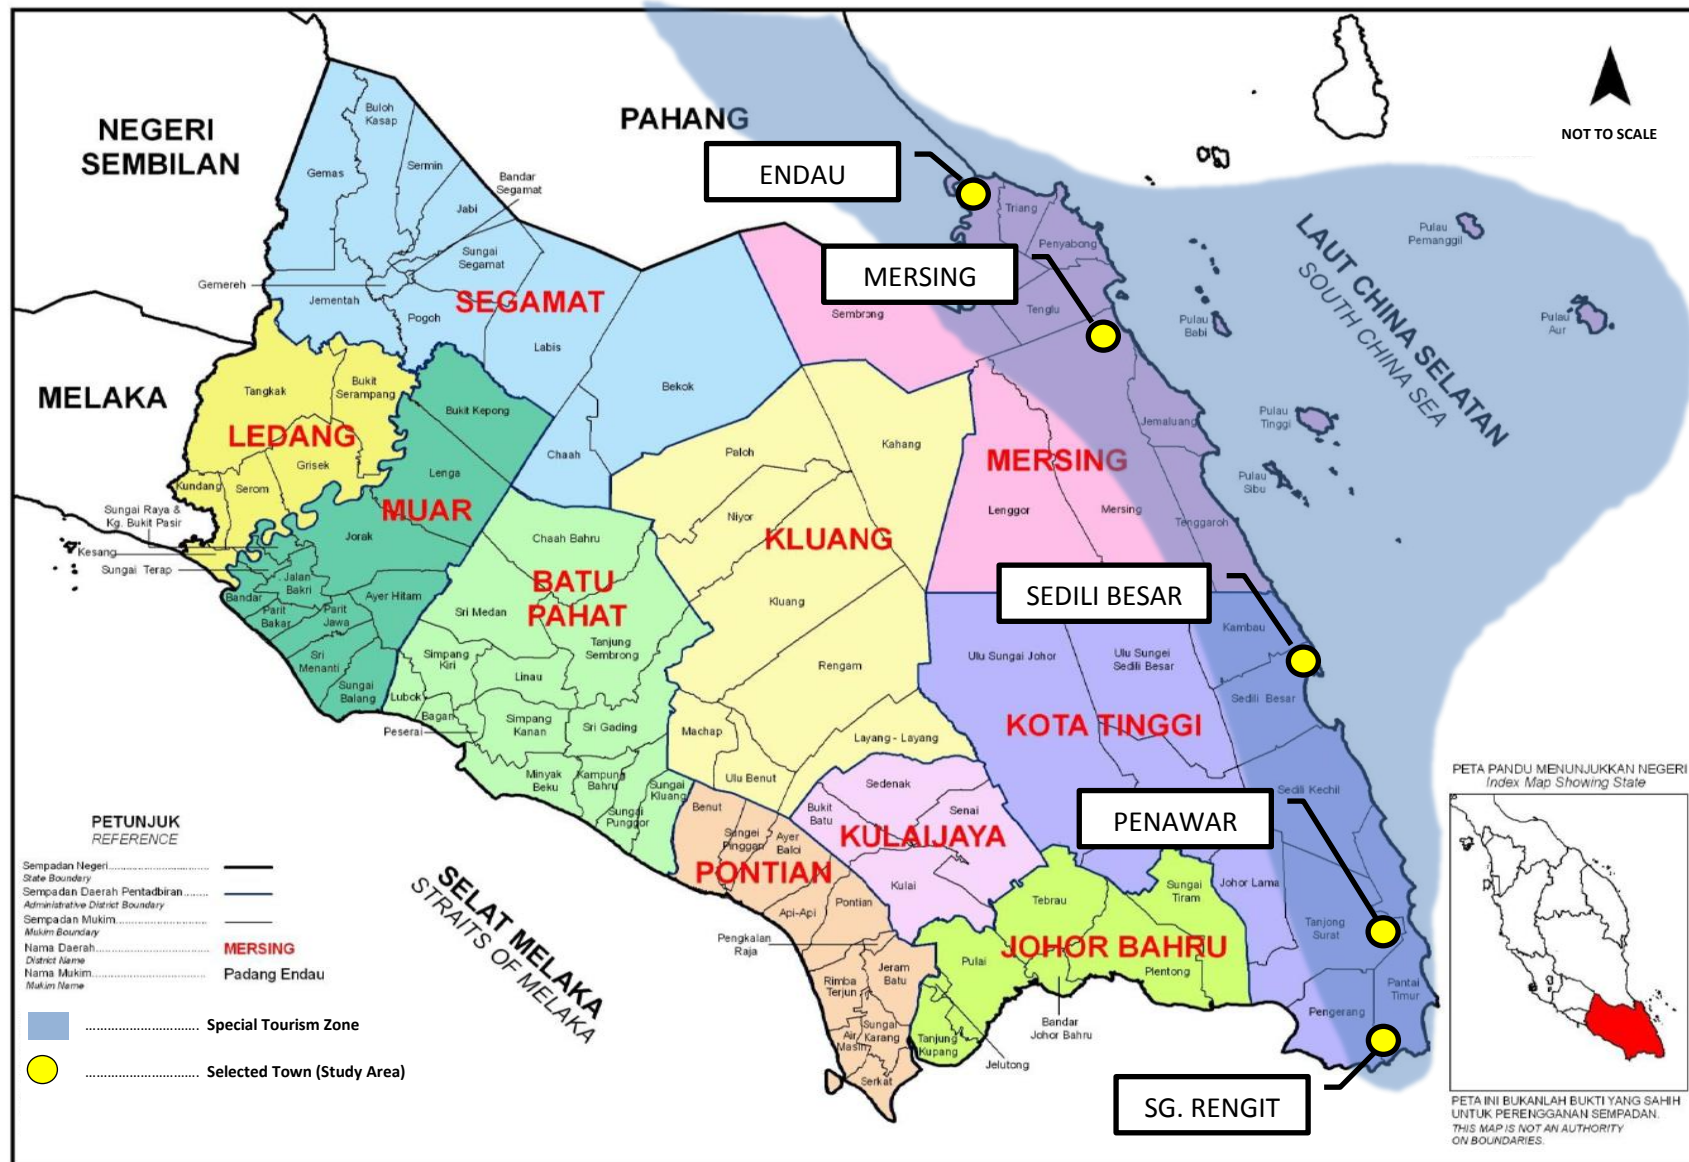 NEGERI
SEMBILAN
PAHANG
NOT TO SCALE
ENDAU
MERSING
SEDILI BESAR
PENAWAR
SG. RENGIT
MELAKA
LAUT CHINA SELATAN
SOUTH CHINA SEA
SELAT MELAKA
STRAITS OF MELAKA
SEGAMAT
Buloh
Kasap
Gemas
Sermin
Bandar
Segamat
Jabi
Sungai
Segamat
Gemereh
Jementah
Pogoh
Labis
Bekok
Chaah
LEDANG
Tangkak
Bukit
Serampang
Grisek
Kundang
Serom
Kesang
MUAR
Bukit Kepong
Lenga
Jorak
Sungai Raya &
Kg. Bukit Pasir
Sungai Terap
Jalan
Bakri
Ayer Hitam
Bandar
Parit
Bakar
Parit
Jawa
Sri
Menanti
Sungai
Balang
BATU
PAHAT
Chaah Bahru
Sri Medan
Tanjung
Sembrong
Simpang
Kiri
Linau
Lubok
Bagan
Peserai
Simpang
Kanan
Sri Gading
Minyak
Beku
Kampung
Bahru
Sungai
Kluang
Sungai
Punggor
KLUANG
Paloh
Kahang
Niyor
Kluang
Rengam
Machap
Layang - Layang
Ulu Benut
MERSING
Triang
Penyabong
Sembrong
Tenglu
Jemaluang
Lenggor
Mersing
Tenggaroh
Pulau
Pemanggil
Pulau
Aur
Pulau
Babi
Pulau
Tinggi
Pulau
Sibu
KOTA TINGGI
Kambau
Ulu Sungai Johor
Ulu Sungei
Sedili Besar
Sedili Besar
Sedili Kechil
Johor Lama
Tanjong
Surat
Pantai
Timur
Pengerang
KULAIJAYA
Sedenak
Bukit
Batu
Senai
Kulai
PONTIAN
Benut
Sungei
Pinggan
Ayer
Baloi
Api-Api
Pontian
Pengkalan
Raja
Rimba
Terjun
Jeram
Batu
Sungai
Karang
Air
Masin
Serkat
JOHOR BAHRU
Tebrau
Sungai
Tiram
Pulai
Plentong
Tanjung
Kupang
Jelutong
Bandar
Johor Bahru
PETUNJUK
REFERENCE
Sempadan Negeri
State Boundary
Sempadan Daerah Pentadbiran
Administrative District Boundary
Sempadan Mukim
Mukim Boundary
Nama Daerah
District Name
MERSING
Nama Mukim
Mukim Name
Padang Endau
Special Tourism Zone
Selected Town (Study Area)
PETA PANDU MENUNJUKKAN NEGERI
Index Map Showing State
PETA INI BUKANLAH BUKTI YANG SAHIH
UNTUK PERENGGANAN SEMPADAN.
THIS MAP IS NOT AN AUTHORITY
ON BOUNDARIES.